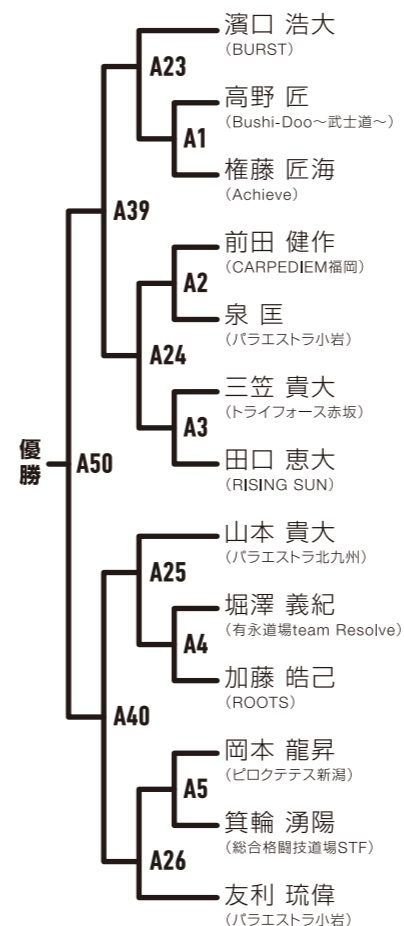 濱口 浩大
（BURST）
A23
高野 匠
（Bushi-Doo～武士道～）
A1
権藤 匠海
（Achieve）
A39
前田 健作
（CARPEDIEM福岡）
A2
泉 匡
（パラエストラ小岩）
A24
三笠 貴大
（トライフォース赤坂）
A3
田口 恵大
（RISING SUN）
優勝
A50
山本 貴大
（パラエストラ北九州）
A25
堀澤 義紀
（有永道場team Resolve）
A4
加藤 皓己
（ROOTS）
A40
岡本 龍昇
（ピロクテテス新潟）
A5
箕輪 湧陽
（総合格闘技道場STF）
A26
友利 琉偉
（パラエストラ小岩）